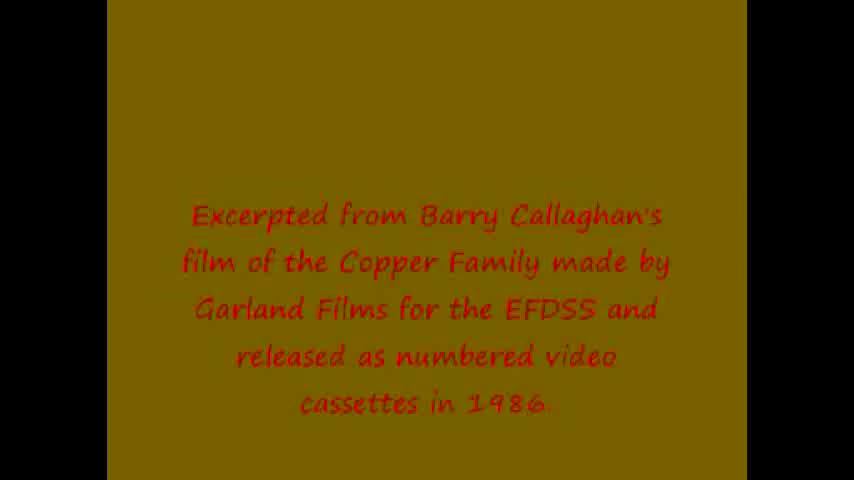 Excerpted from Barry Callaghan's
film of the Copper Family made by
Garland Films for the EFDSS and
released as numbered video
cassettes in 1986.